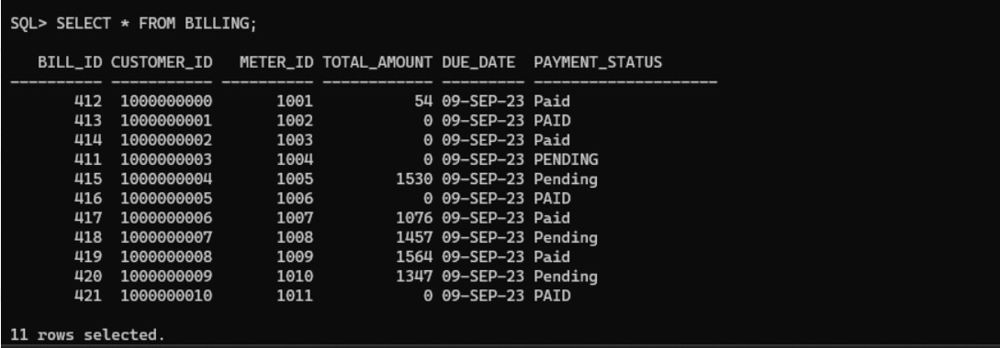 SQL> SELECT * FROM BILLING;
BILL_ID CUSTOMER_ID METER_ID TOTAL_AMOUNT DUE_DATE PAYMENT_STATUS
---------- ----------- ---------- ------------ --------- --------------------
412 1000000000 1001 54 09-SEP-23 Paid
413 1000000001 1002 0 09-SEP-23 PAID
414 1000000002 1003 0 09-SEP-23 Paid
411 1000000003 1004 0 09-SEP-23 PENDING
415 1000000004 1005 1530 09-SEP-23 Pending
416 1000000005 1006 0 09-SEP-23 PAID
417 1000000006 1007 1076 09-SEP-23 Paid
418 1000000007 1008 1457 09-SEP-23 Pending
419 1000000008 1009 1564 09-SEP-23 Paid
420 1000000009 1010 1347 09-SEP-23 Pending
421 1000000010 1011 0 09-SEP-23 PAID
11 rows selected.